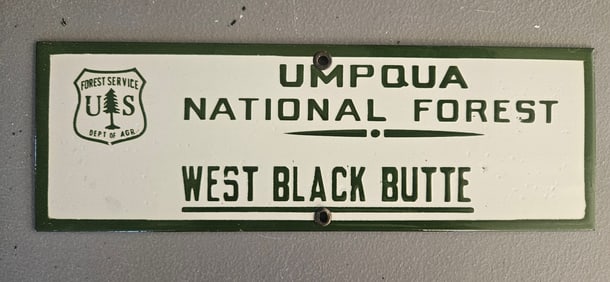 FOREST SERVICE
U S
DEPT OF AGR.
UMPQUA
NATIONAL FOREST
WEST BLACK BUTTE